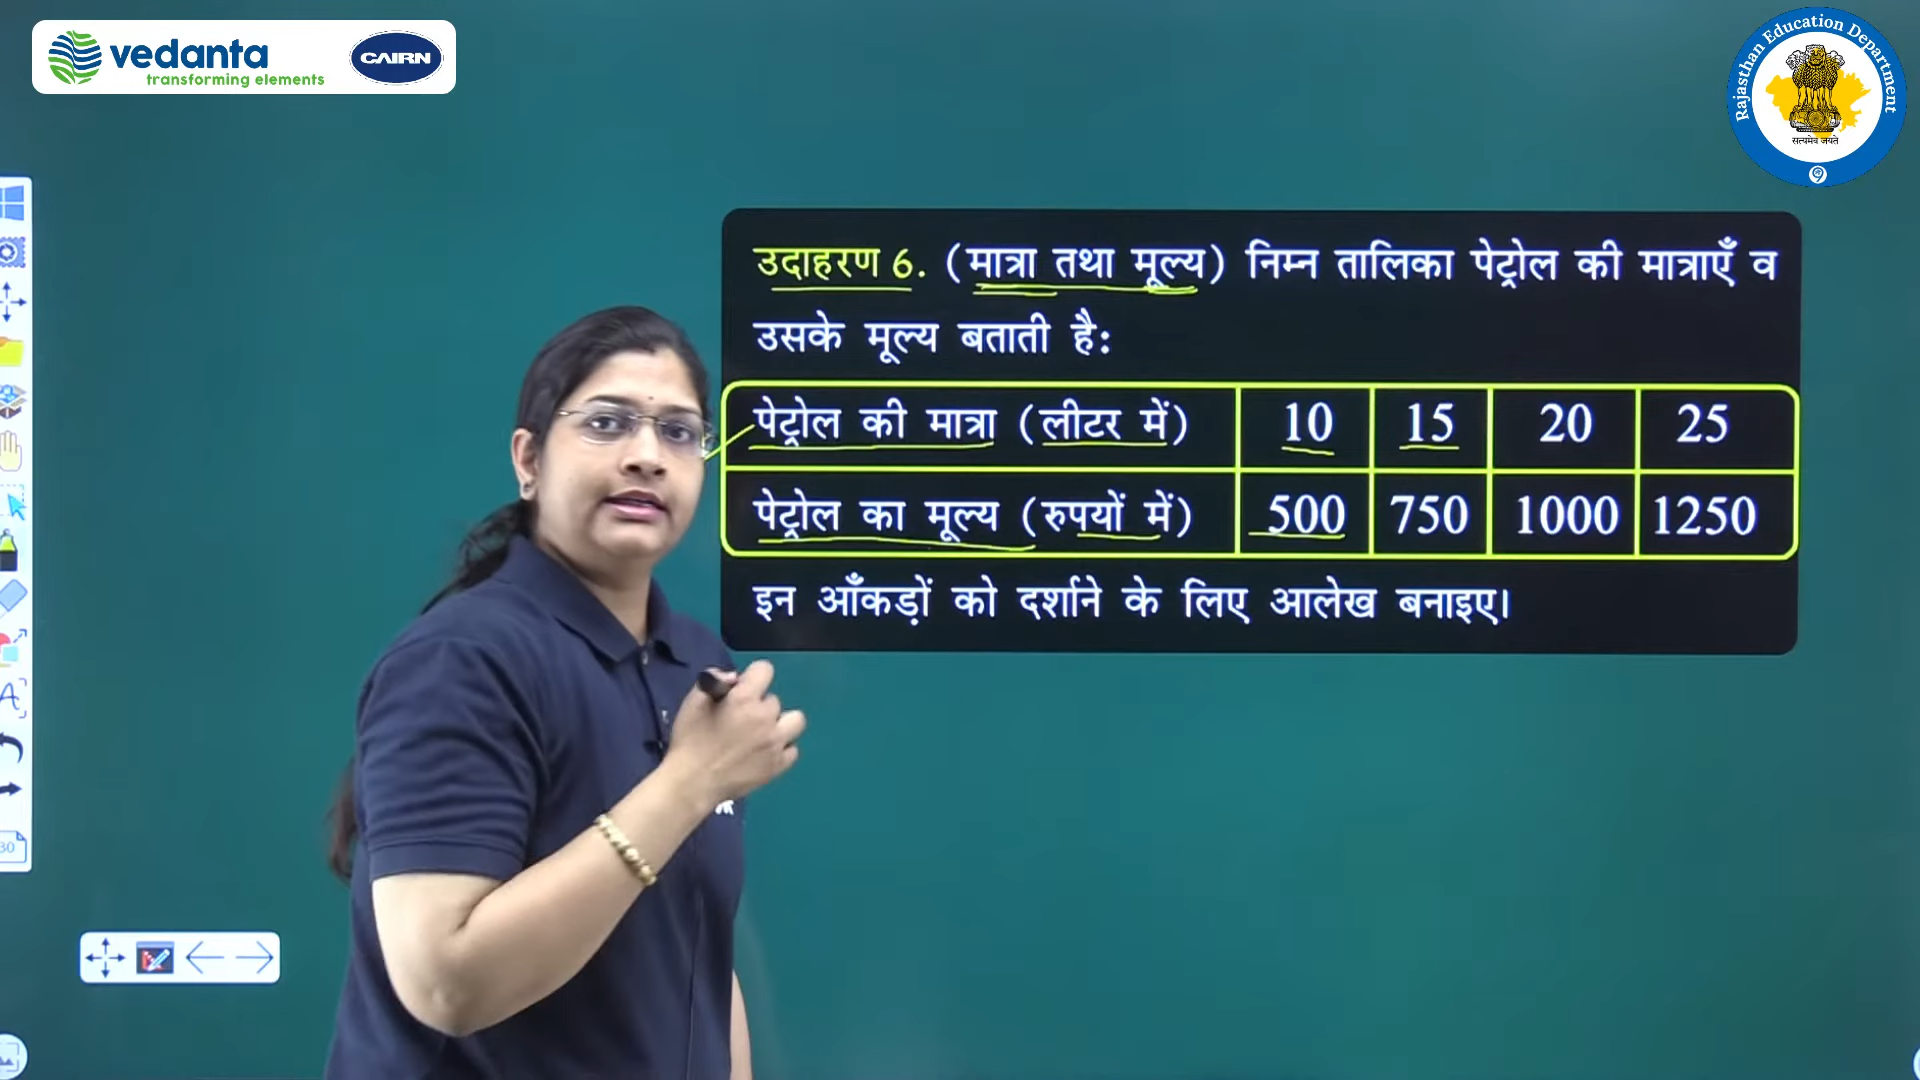 vedanta
transforming elements
CAIRN
Rajasthan Education Department
सत्यमेव जयते
उदाहरण 6. (मात्रा तथा मूल्य) निम्न तालिका पेट्रोल की मात्राएँ व
उसके मूल्य बताती है:
पेट्रोल की मात्रा (लीटर में) 10 15 20 25
पेट्रोल का मूल्य (रुपयों में) 500 750 1000 1250
इन आँकड़ों को दर्शाने के लिए आलेख बनाइए।
30